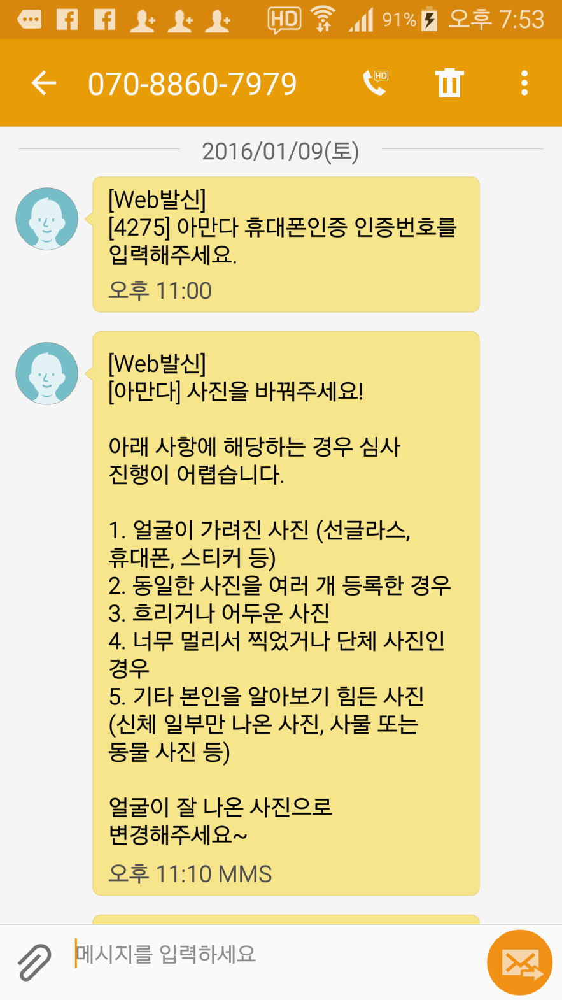 HD 91% 오후 7:53
070-8860-7979 HD
2016/01/09(토)
[Web발신]
[4275] 아만다 휴대폰인증 인증번호를
입력해주세요.
오후 11:00
[Web발신]
[아만다] 사진을 바꿔주세요!
아래 사항에 해당하는 경우 심사
진행이 어렵습니다.
1. 얼굴이 가려진 사진 (선글라스,
휴대폰, 스티커 등)
2. 동일한 사진을 여러 개 등록한 경우
3. 흐리거나 어두운 사진
4. 너무 멀리서 찍었거나 단체 사진인
경우
5. 기타 본인을 알아보기 힘든 사진
(신체 일부만 나온 사진, 사물 또는
동물 사진 등)
얼굴이 잘 나온 사진으로
변경해주세요~
오후 11:10 MMS
메시지를 입력하세요